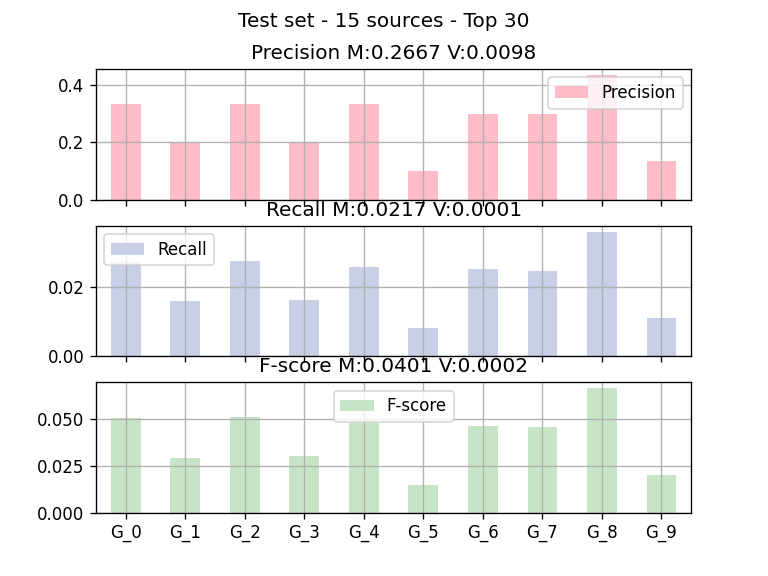 Test set - 15 sources - Top 30
Precision M:0.2667 V:0.0098
0.4
0.2
0.0
Precision
Recall M:0.0217 V:0.0001
0.02
0.00
Recall
F-score M:0.0401 V:0.0002
0.050
0.025
0.000
F-score
G_0 G_1 G_2 G_3 G_4 G_5 G_6 G_7 G_8 G_9